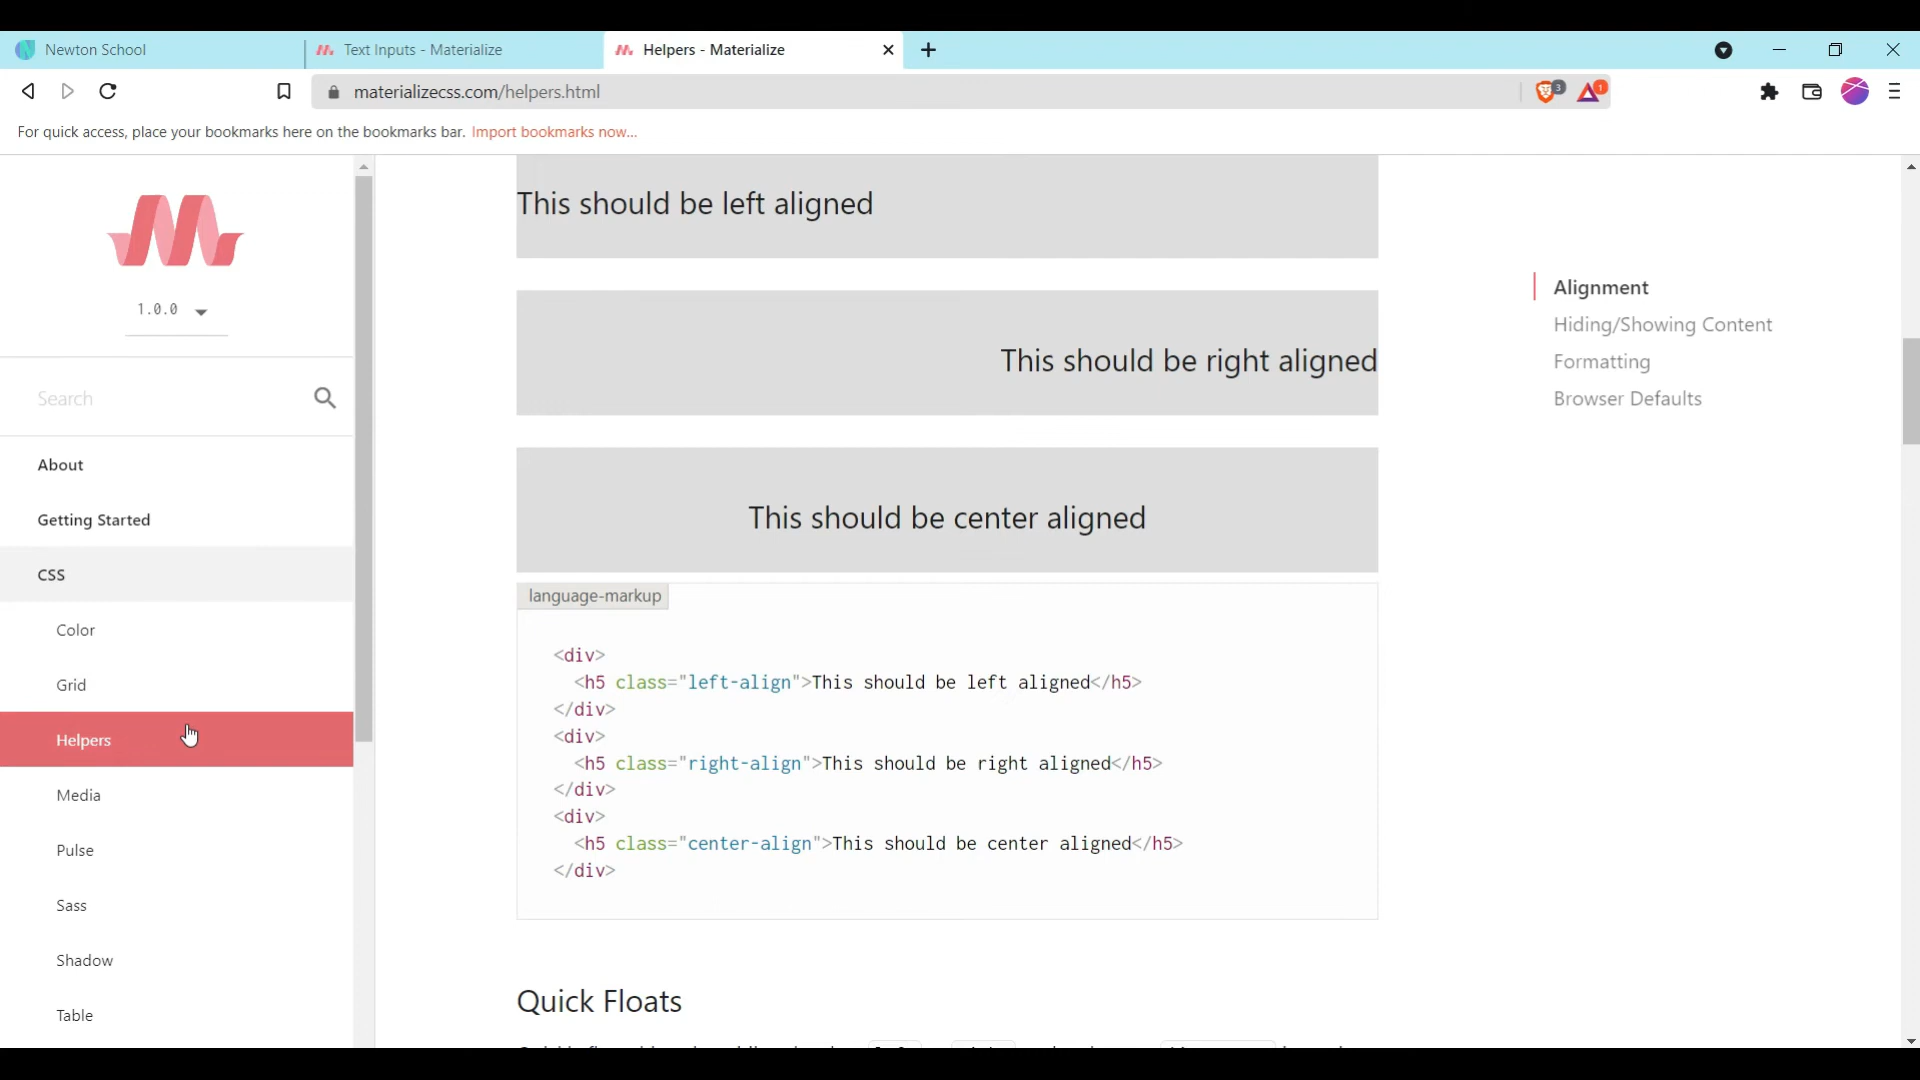 Newton School
Text Inputs - Materialize
Helpers - Materialize
materializecss.com/helpers.html
3
1
For quick access, place your bookmarks here on the bookmarks bar. Import bookmarks now...
1.0.0
Search
About
Getting Started
CSS
Color
Grid
Helpers
Media
Pulse
Sass
Shadow
Table
This should be left aligned
This should be right aligned
This should be center aligned
language-markup
<div>
<h5 class="left-align">This should be left aligned</h5>
</div>
<div>
<h5 class="right-align">This should be right aligned</h5>
</div>
<div>
<h5 class="center-align">This should be center aligned</h5>
</div>
Quick Floats
Alignment
Hiding/Showing Content
Formatting
Browser Defaults